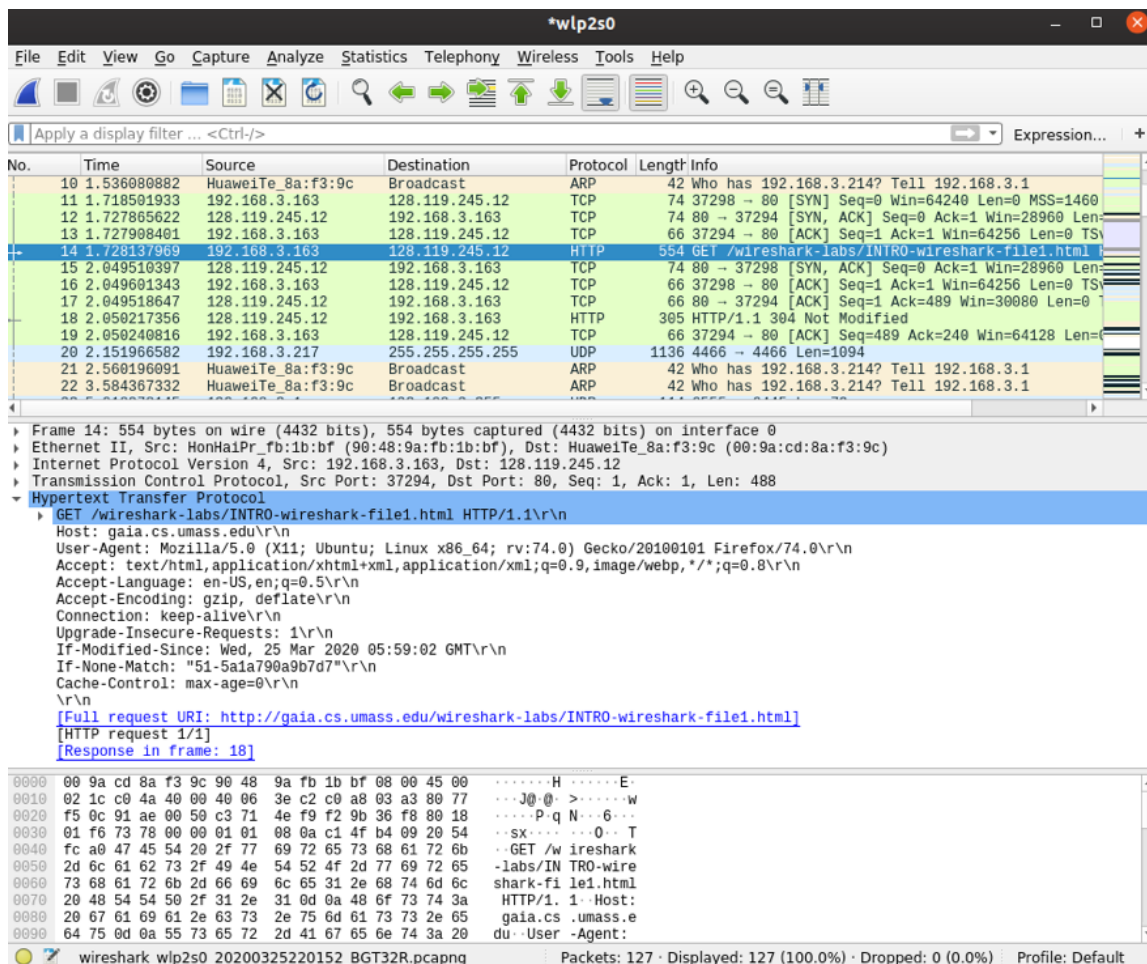 *wlp2s0
File Edit View Go Capture Analyze Statistics Telephony Wireless Tools Help
Apply a display filter ... <Ctrl-/> Expression... +
No. Time Source Destination Protocol Length Info
10 1.536080882 HuaweiTe_8a:f3:9c Broadcast ARP 42 Who has 192.168.3.214? Tell 192.168.3.1
11 1.718501933 192.168.3.163 128.119.245.12 TCP 74 37298 → 80 [SYN] Seq=0 Win=64240 Len=0 MSS=1460
12 1.727865622 128.119.245.12 192.168.3.163 TCP 74 80 → 37294 [SYN, ACK] Seq=0 Ack=1 Win=28960 Len=
13 1.727908401 192.168.3.163 128.119.245.12 TCP 66 37294 → 80 [ACK] Seq=1 Ack=1 Win=64256 Len=0 TSv
14 1.728137969 192.168.3.163 128.119.245.12 HTTP 554 GET /wireshark-labs/INTRO-wireshark-file1.html
15 2.049510397 128.119.245.12 192.168.3.163 TCP 74 80 → 37298 [SYN, ACK] Seq=0 Ack=1 Win=28960 Len=
16 2.049601343 192.168.3.163 128.119.245.12 TCP 66 37298 → 80 [ACK] Seq=1 Ack=1 Win=64256 Len=0 TSv
17 2.049518647 128.119.245.12 192.168.3.163 TCP 66 80 → 37294 [ACK] Seq=1 Ack=489 Win=30080 Len=0
18 2.050217356 128.119.245.12 192.168.3.163 HTTP 305 HTTP/1.1 304 Not Modified
19 2.050240816 192.168.3.163 128.119.245.12 TCP 66 37294 → 80 [ACK] Seq=489 Ack=240 Win=64128 Len=0
20 2.151966582 192.168.3.217 255.255.255.255 UDP 1136 4466 → 4466 Len=1094
21 2.560196091 HuaweiTe_8a:f3:9c Broadcast ARP 42 Who has 192.168.3.214? Tell 192.168.3.1
22 3.584367332 HuaweiTe_8a:f3:9c Broadcast ARP 42 Who has 192.168.3.214? Tell 192.168.3.1
Frame 14: 554 bytes on wire (4432 bits), 554 bytes captured (4432 bits) on interface 0
Ethernet II, Src: HonHaiPr_fb:1b:bf (90:48:9a:fb:1b:bf), Dst: HuaweiTe_8a:f3:9c (00:9a:cd:8a:f3:9c)
Internet Protocol Version 4, Src: 192.168.3.163, Dst: 128.119.245.12
Transmission Control Protocol, Src Port: 37294, Dst Port: 80, Seq: 1, Ack: 1, Len: 488
Hypertext Transfer Protocol
GET /wireshark-labs/INTRO-wireshark-file1.html HTTP/1.1\r\n
Host: gaia.cs.umass.edu\r\n
User-Agent: Mozilla/5.0 (X11; Ubuntu; Linux x86_64; rv:74.0) Gecko/20100101 Firefox/74.0\r\n
Accept: text/html,application/xhtml+xml,application/xml;q=0.9,image/webp,*/*;q=0.8\r\n
Accept-Language: en-US,en;q=0.5\r\n
Accept-Encoding: gzip, deflate\r\n
Connection: keep-alive\r\n
Upgrade-Insecure-Requests: 1\r\n
If-Modified-Since: Wed, 25 Mar 2020 05:59:02 GMT\r\n
If-None-Match: "51-5a1a790a9b7d7"\r\n
Cache-Control: max-age=0\r\n
\r\n
[Full request URI: http://gaia.cs.umass.edu/wireshark-labs/INTRO-wireshark-file1.html]
[HTTP request 1/1]
[Response in frame: 18]
0000 00 9a cd 8a f3 9c 90 48 9a fb 1b bf 08 00 45 00 ·······H ······E·
0010 02 1c c0 4a 40 00 40 06 3e c2 c0 a8 03 a3 80 77 ···J@·@· >······w
0020 f5 0c 91 ae 00 50 c3 71 4e f9 f2 9b 36 f8 80 18 ·····P·q N···6···
0030 01 f6 73 78 00 00 01 01 08 0a c1 4f b4 09 20 54 ··sx···· ···O·· T
0040 fc a0 47 45 54 20 2f 77 69 72 65 73 68 61 72 6b ··GET /w ireshark
0050 2d 6c 61 62 73 2f 49 4e 54 52 4f 2d 77 69 72 65 -labs/IN TRO-wire
0060 73 68 61 72 6b 2d 66 69 6c 65 31 2e 68 74 6d 6c shark-fi le1.html
0070 20 48 54 54 50 2f 31 2e 31 0d 0a 48 6f 73 74 3a HTTP/1. 1··Host:
0080 20 67 61 69 61 2e 63 73 2e 75 6d 61 73 73 2e 65 gaia.cs .umass.e
0090 64 75 0d 0a 55 73 65 72 2d 41 67 65 6e 74 3a 20 du··User -Agent:
wireshark_wlp2s0_20200325220152_BGT32R.pcapng Packets: 127 · Displayed: 127 (100.0%) · Dropped: 0 (0.0%) Profile: Default